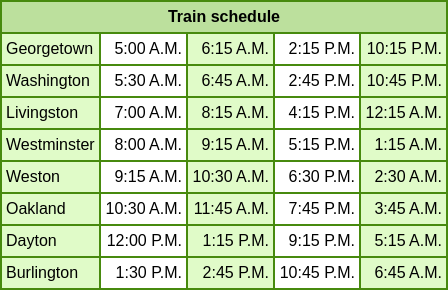 Train schedule
Georgetown 5:00 A.M. 6:15 A.M. 2:15 P.M. 10:15 P.M.
Washington 5:30 A.M. 6:45 A.M. 2:45 P.M. 10:45 P.M.
Livingston 7:00 A.M. 8:15 A.M. 4:15 P.M. 12:15 A.M.
Westminster 8:00 A.M. 9:15 A.M. 5:15 P.M. 1:15 A.M.
Weston 9:15 A.M. 10:30 A.M. 6:30 P.M. 2:30 A.M.
Oakland 10:30 A.M. 11:45 A.M. 7:45 P.M. 3:45 A.M.
Dayton 12:00 P.M. 1:15 P.M. 9:15 P.M. 5:15 A.M.
Burlington 1:30 P.M. 2:45 P.M. 10:45 P.M. 6:45 A.M.